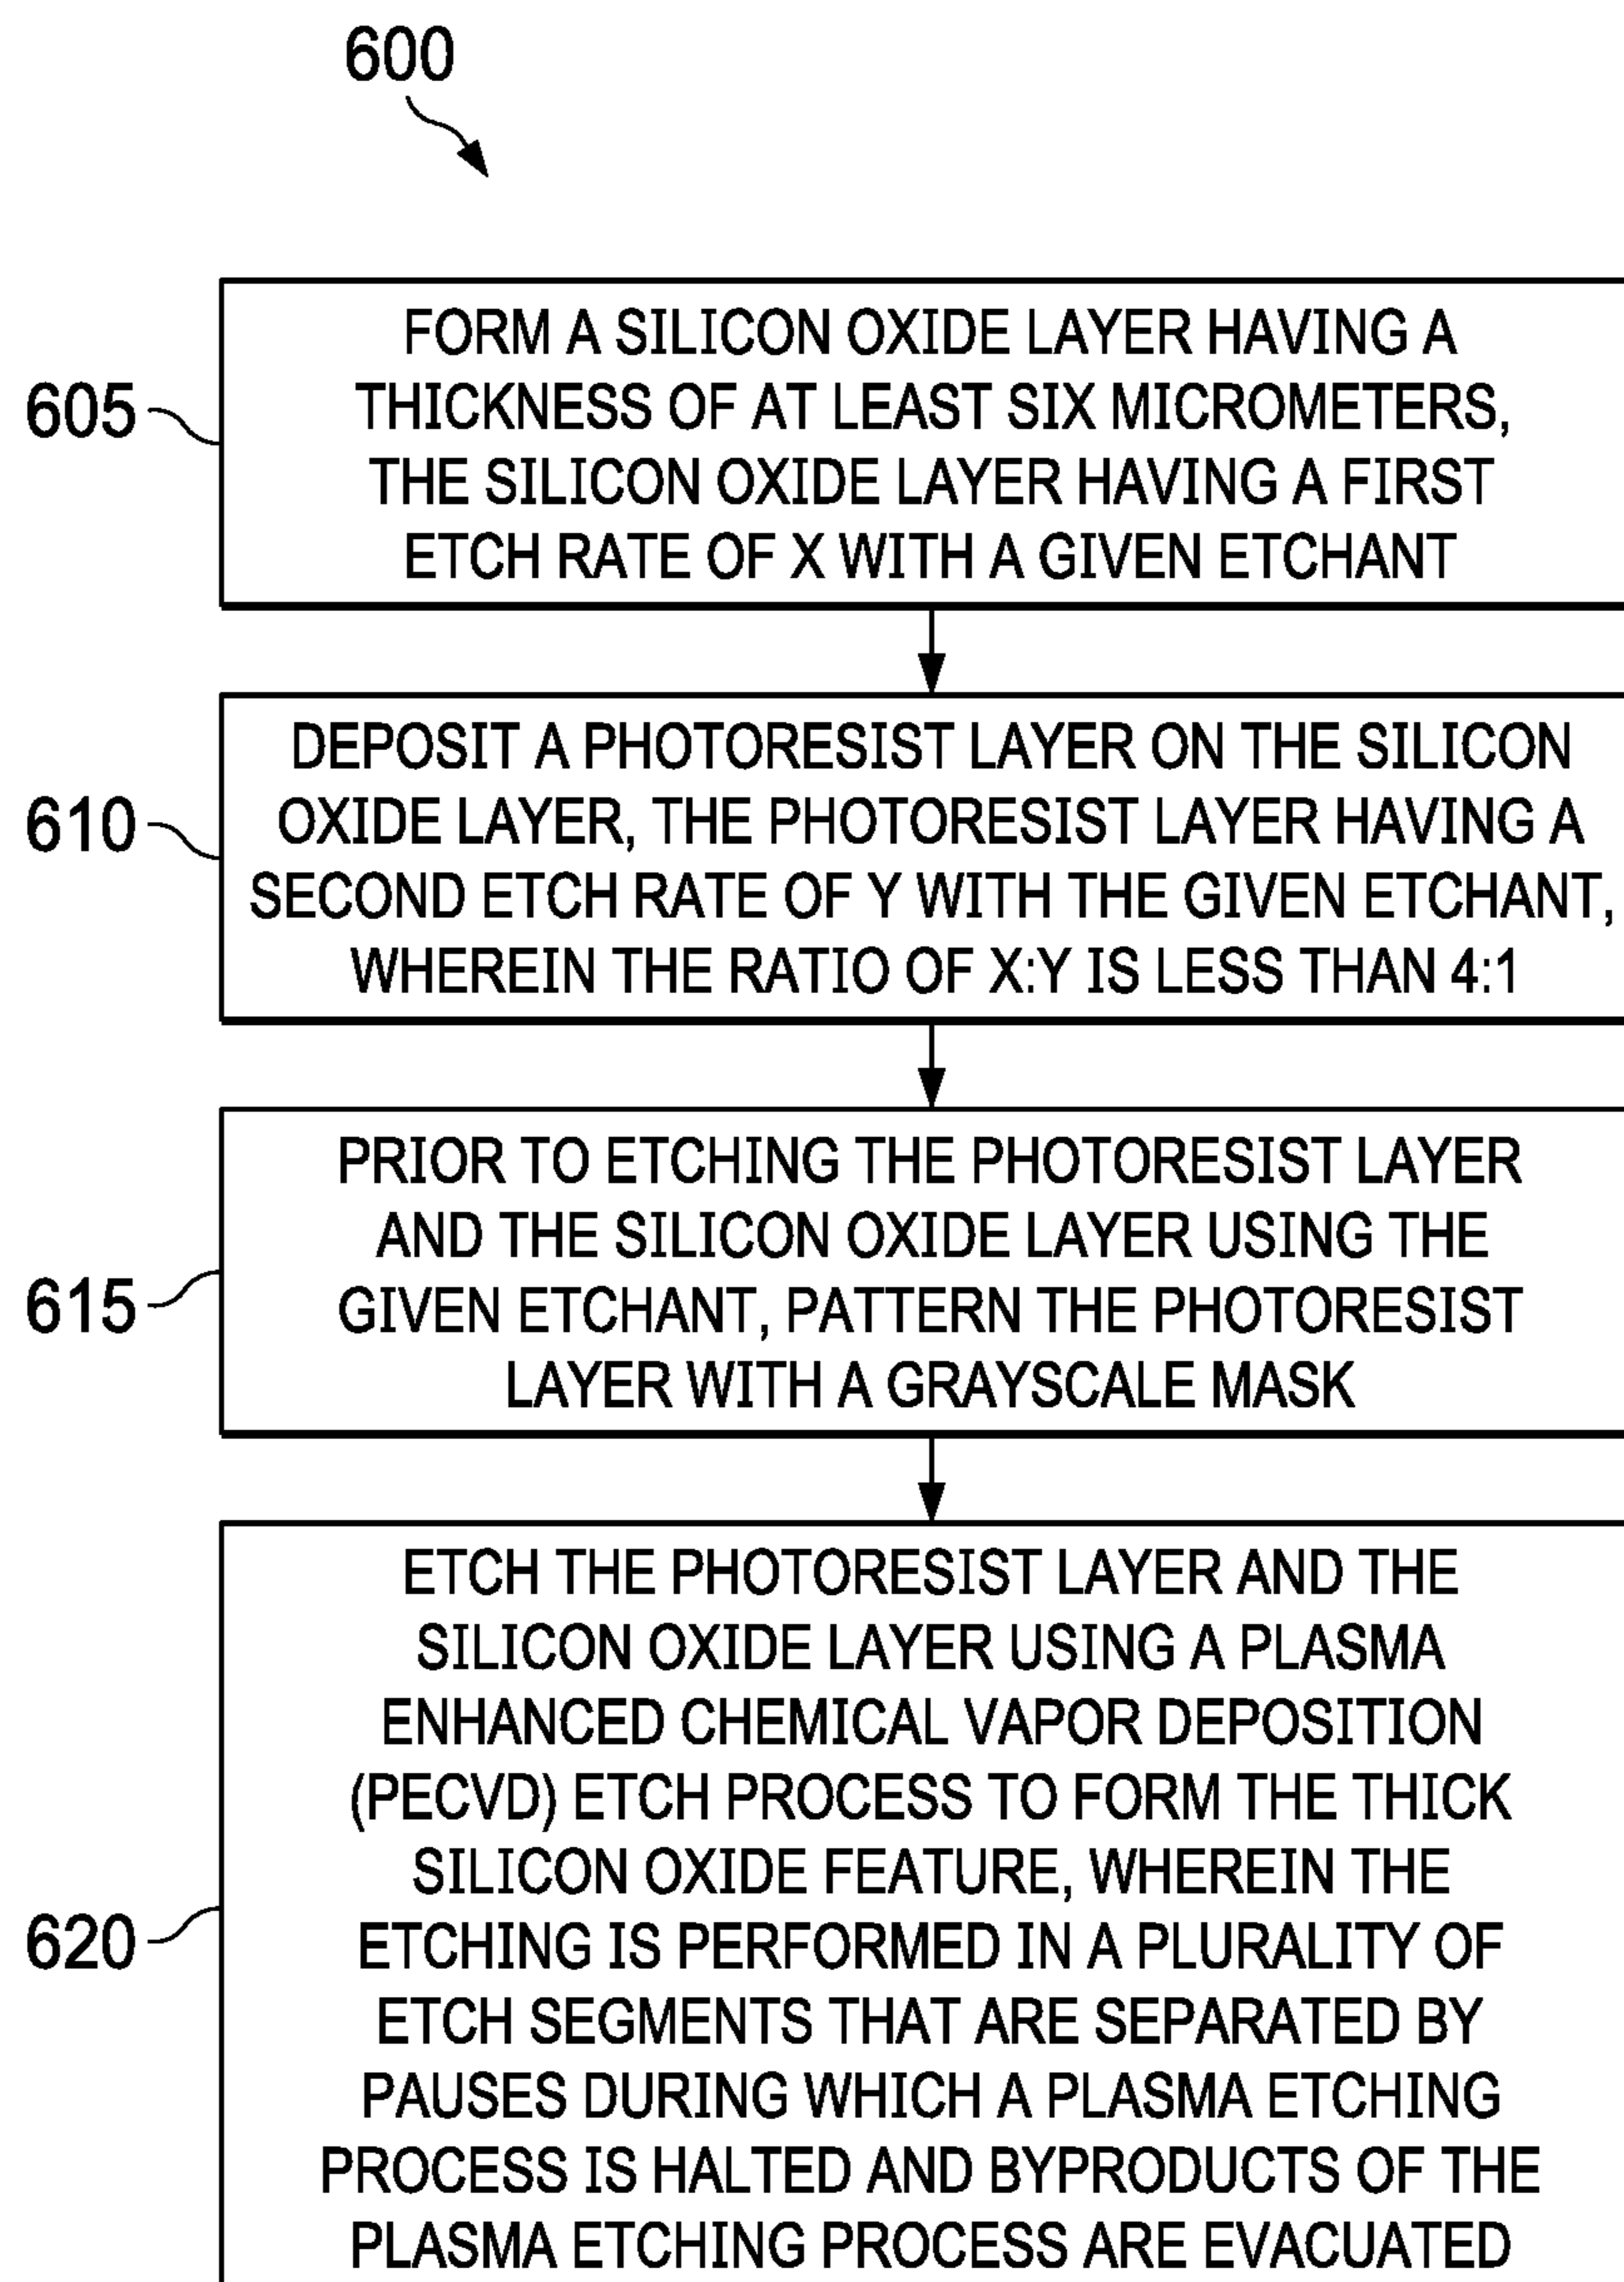 600
605
FORM A SILICON OXIDE LAYER HAVING A
THICKNESS OF AT LEAST SIX MICROMETERS,
THE SILICON OXIDE LAYER HAVING A FIRST
ETCH RATE OF X WITH A GIVEN ETCHANT
610
DEPOSIT A PHOTORESIST LAYER ON THE SILICON
OXIDE LAYER, THE PHOTORESIST LAYER HAVING A
SECOND ETCH RATE OF Y WITH THE GIVEN ETCHANT,
WHEREIN THE RATIO OF X:Y IS LESS THAN 4:1
615
PRIOR TO ETCHING THE PHOTORESIST LAYER
AND THE SILICON OXIDE LAYER USING THE
GIVEN ETCHANT, PATTERN THE PHOTORESIST
LAYER WITH A GRAYSCALE MASK
620
ETCH THE PHOTORESIST LAYER AND THE
SILICON OXIDE LAYER USING A PLASMA
ENHANCED CHEMICAL VAPOR DEPOSITION
(PECVD) ETCH PROCESS TO FORM THE THICK
SILICON OXIDE FEATURE, WHEREIN THE
ETCHING IS PERFORMED IN A PLURALITY OF
ETCH SEGMENTS THAT ARE SEPARATED BY
PAUSES DURING WHICH A PLASMA ETCHING
PROCESS IS HALTED AND BYPRODUCTS OF THE
PLASMA ETCHING PROCESS ARE EVACUATED